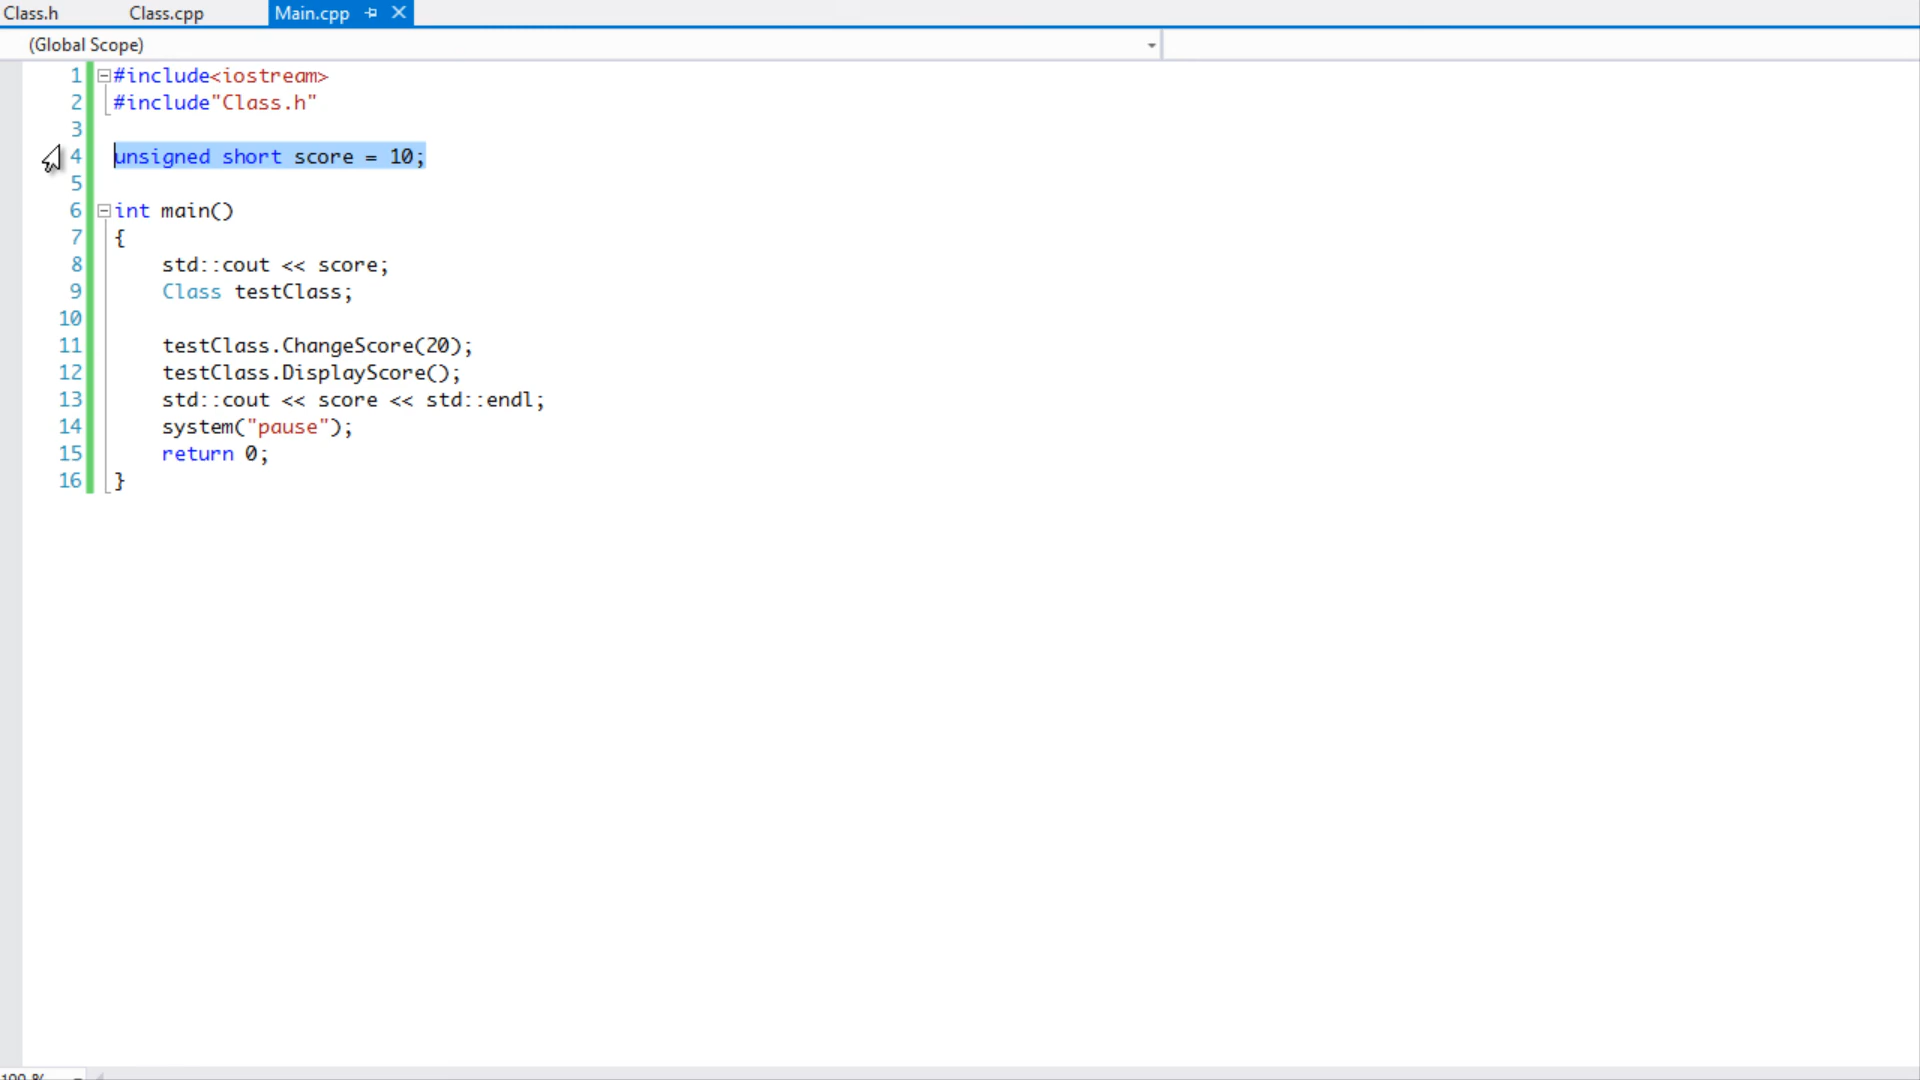 Class.h Class.cpp Main.cpp
(Global Scope)
1 #include<iostream>
2 #include"Class.h"
3
4 unsigned short score = 10;
5
6 int main()
7 {
8 std::cout << score;
9 Class testClass;
10
11 testClass.ChangeScore(20);
12 testClass.DisplayScore();
13 std::cout << score << std::endl;
14 system("pause");
15 return 0;
16 }